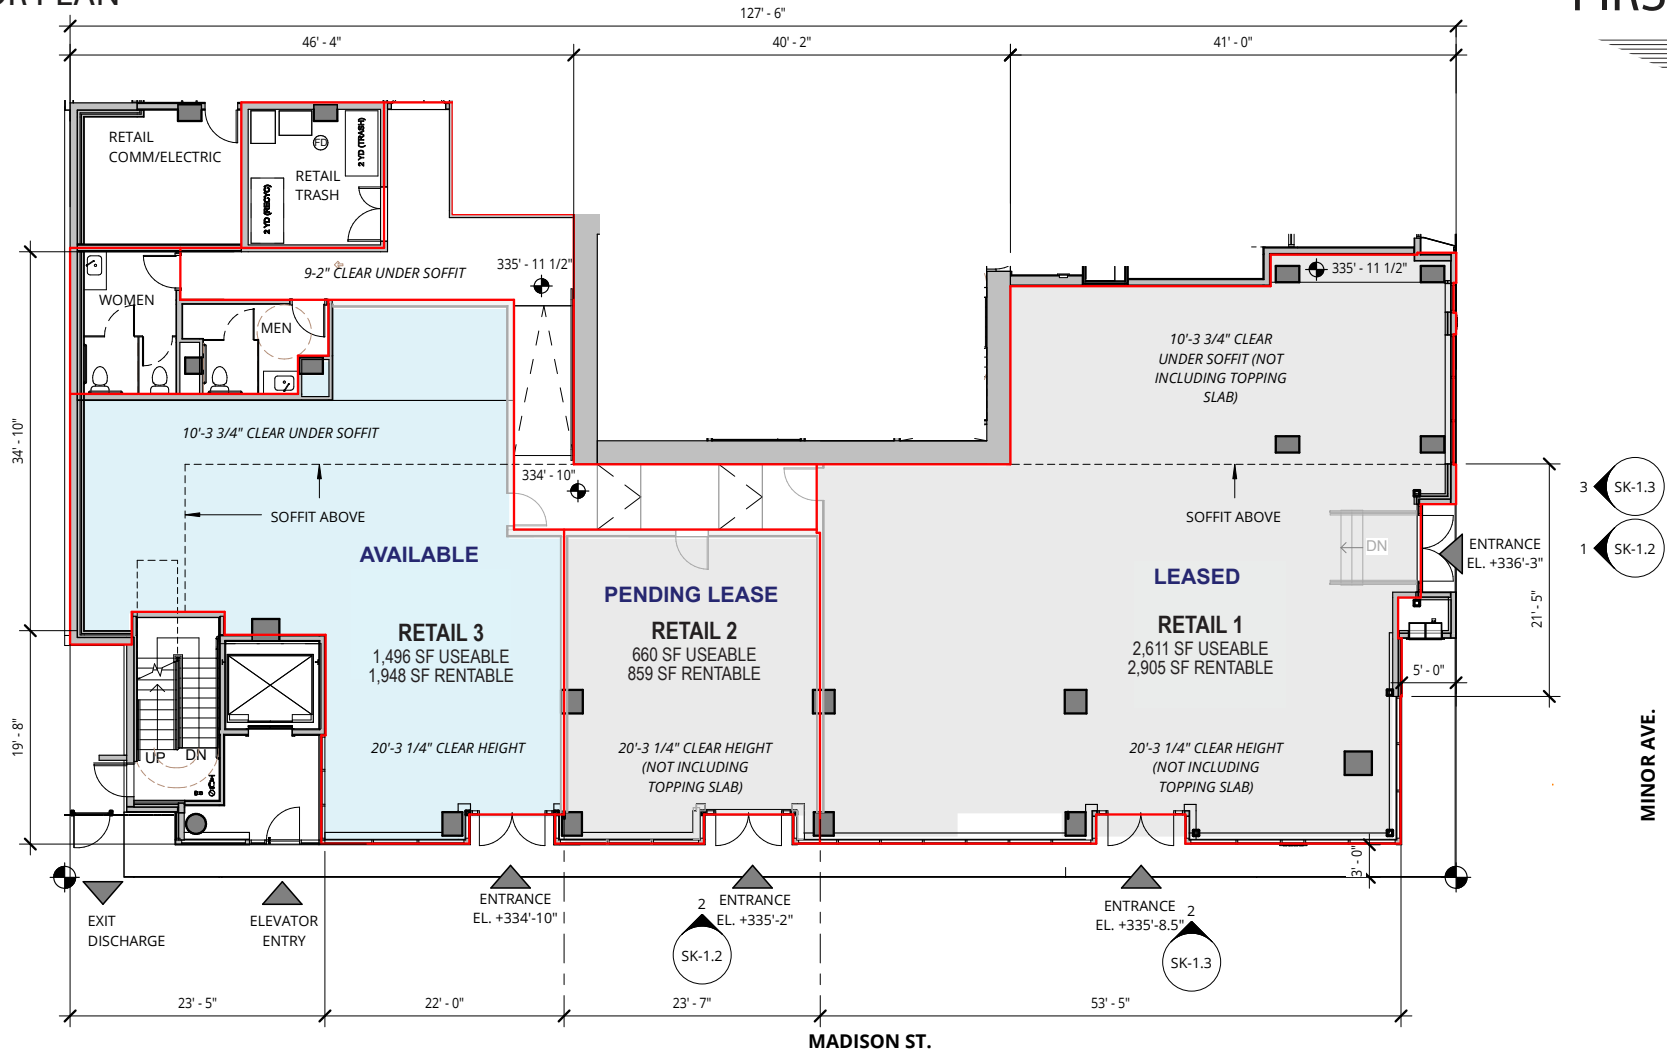 127' - 6"
46' - 4"
40' - 2"
41' - 0"
RETAIL
COMM/ELECTRIC
FD
2 YD (TRASH)
RETAIL
TRASH
2 YD (RECYC)
9'-2" CLEAR UNDER SOFFIT
335' - 11 1/2"
335' - 11 1/2"
WOMEN
MEN
10'-3 3/4" CLEAR
UNDER SOFFIT (NOT
INCLUDING TOPPING
SLAB)
34' - 10"
10'-3 3/4" CLEAR UNDER SOFFIT
334' - 10"
SOFFIT ABOVE
SOFFIT ABOVE
3
SK-1.3
1
SK-1.2
DN
ENTRANCE
EL. +336'-3"
AVAILABLE
RETAIL 3
1,496 SF USEABLE
1,948 SF RENTABLE
PENDING LEASE
RETAIL 2
660 SF USEABLE
859 SF RENTABLE
LEASED
RETAIL 1
2,611 SF USEABLE
2,905 SF RENTABLE
21' - 5"
5' - 0"
19' - 8"
UP
DN
20'-3 1/4" CLEAR HEIGHT
20'-3 1/4" CLEAR HEIGHT
(NOT INCLUDING
TOPPING SLAB)
20'-3 1/4" CLEAR HEIGHT
(NOT INCLUDING
TOPPING SLAB)
MINOR AVE.
3' - 0"
EXIT
DISCHARGE
ELEVATOR
ENTRY
ENTRANCE
EL. +334'-10"
ENTRANCE
EL. +335'-2"
2
SK-1.2
ENTRANCE
EL. +335'-8.5"
2
SK-1.3
23' - 5"
22' - 0"
23' - 7"
53' - 5"
MADISON ST.